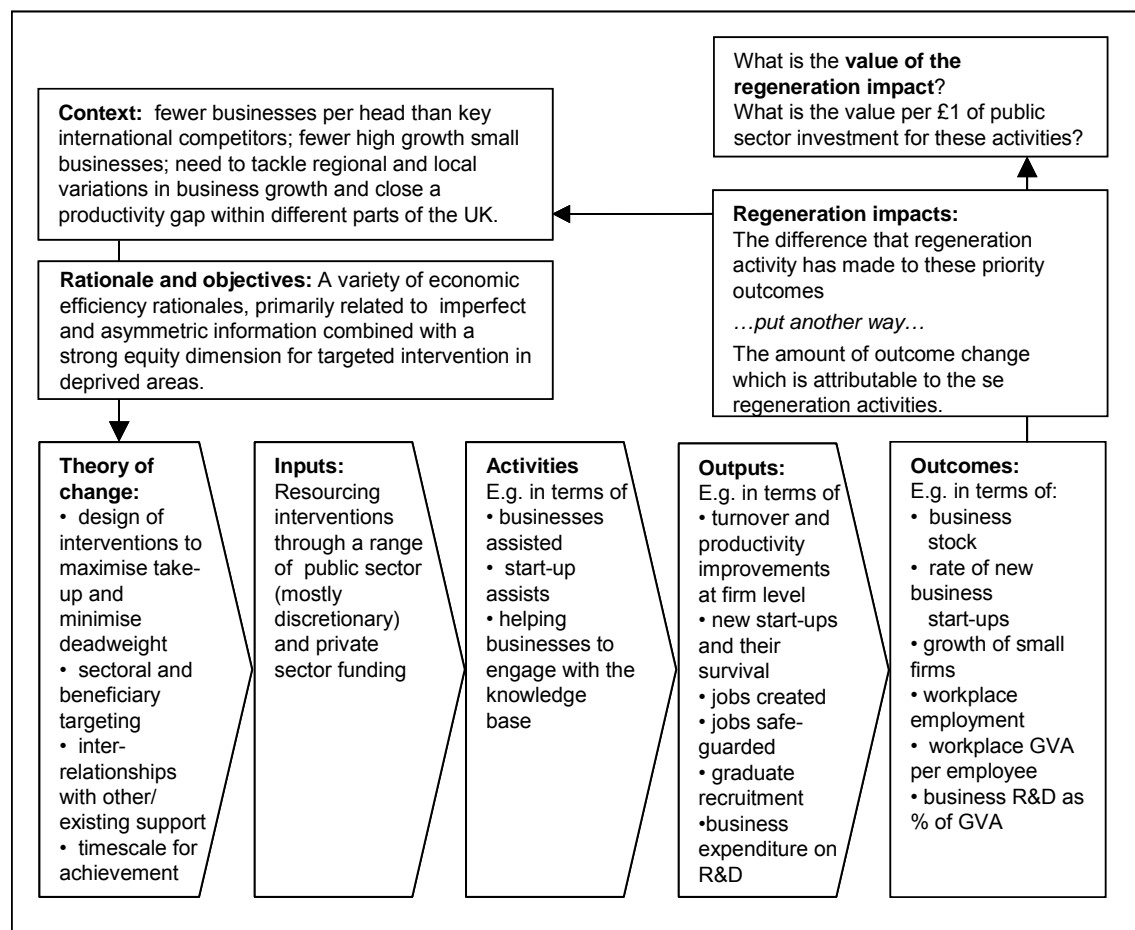 What is the value of the
regeneration impact?
What is the value per £1 of public
sector investment for these activities?
Context: fewer businesses per head than key
international competitors; fewer high growth small
businesses; need to tackle regional and local
variations in business growth and close a
productivity gap within different parts of the UK.
Regeneration impacts:
The difference that regeneration
activity has made to these priority
outcomes
…put another way…
The amount of outcome change
which is attributable to the se
regeneration activities.
Rationale and objectives: A variety of economic
efficiency rationales, primarily related to imperfect
and asymmetric information combined with a
strong equity dimension for targeted intervention in
deprived areas.
Theory of
change:
• design of
interventions to
maximise take-
up and
minimise
deadweight
• sectoral and
beneficiary
targeting
• inter-
relationships
with other/
existing support
• timescale for
achievement
Inputs:
Resourcing
interventions
through a range
of public sector
(mostly
discretionary)
and private
sector funding
Activities
E.g. in terms of
• businesses
assisted
• start-up
assists
• helping
businesses to
engage with the
knowledge
base
Outputs:
E.g. in terms of
• turnover and
productivity
improvements
at firm level
• new start-ups
and their
survival
• jobs created
• jobs safe-
guarded
• graduate
recruitment
•business
expenditure on
R&D
Outcomes:
E.g. in terms of:
• business
stock
• rate of new
business
start-ups
• growth of small
firms
• workplace
employment
• workplace GVA
per employee
• business R&D as
% of GVA